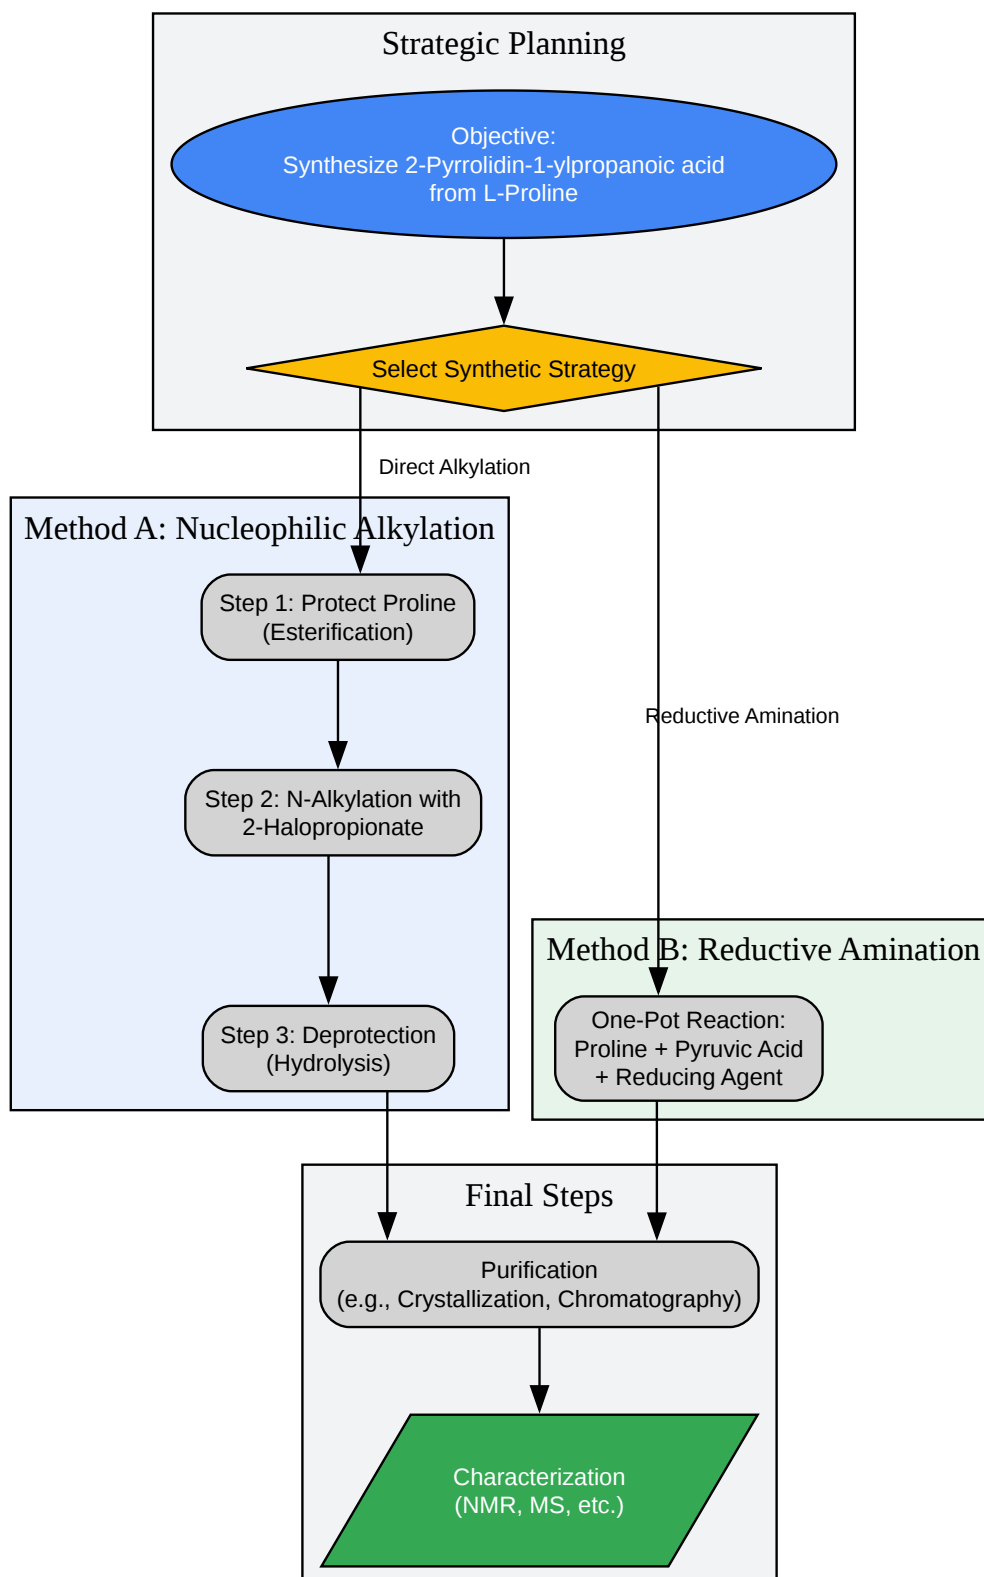 Strategic Planning
Objective:
Synthesize 2-Pyrrolidin-1-ylpropanoic acid
from L-Proline
Select Synthetic Strategy
Direct Alkylation
Method A: Nucleophilic Alkylation
Step 1: Protect Proline
(Esterification)
Reductive Amination
Step 2: N-Alkylation with
2-Halopropionate
Method B: Reductive Amination
Step 3: Deprotection
(Hydrolysis)
One-Pot Reaction:
Proline + Pyruvic Acid
+ Reducing Agent
Final Steps
Purification
(e.g., Crystallization, Chromatography)
Characterization
(NMR, MS, etc.)